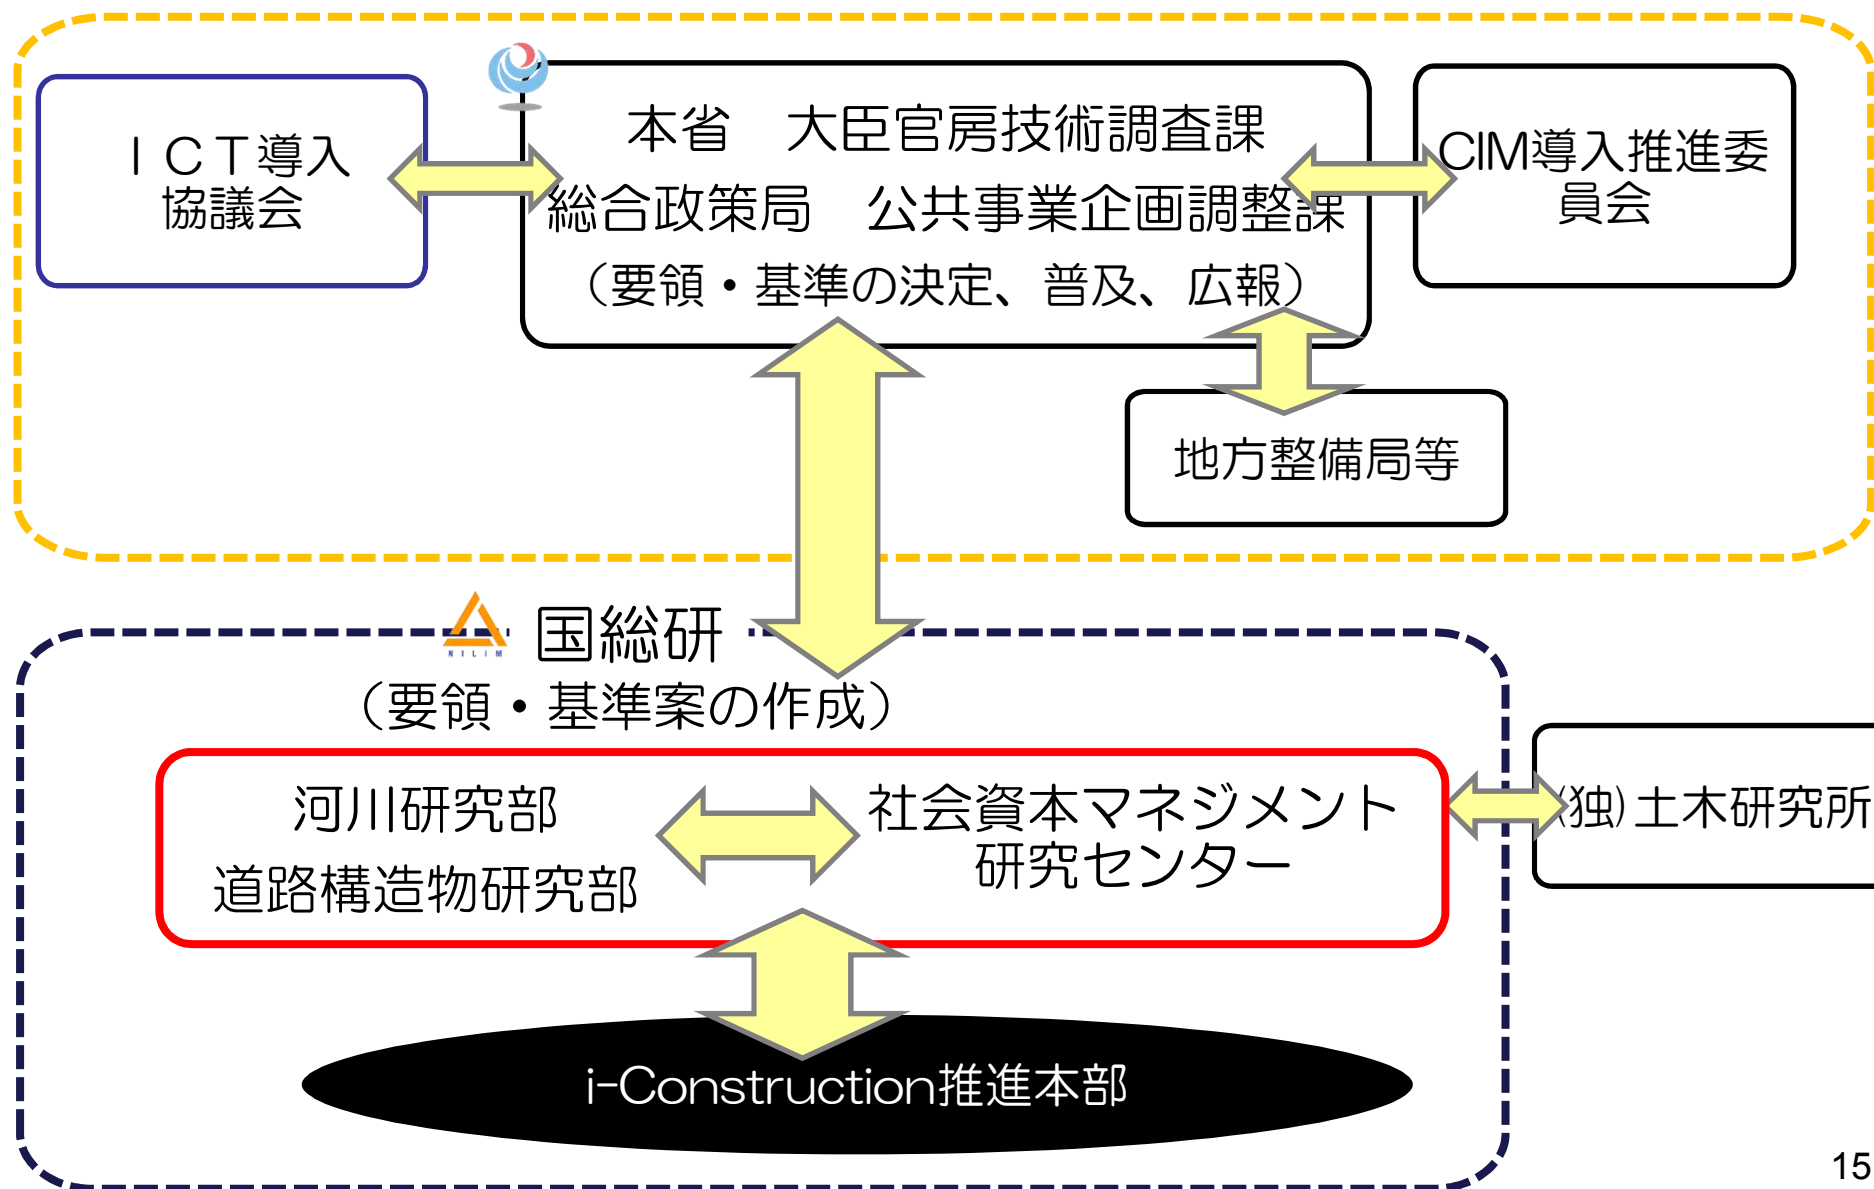 ＩＣＴ導入
協議会
本省　大臣官房技術調査課
総合政策局　公共事業企画調整課
（要領・基準の決定、普及、広報）
CIM導入推進委
員会
地方整備局等
NILIM
国総研
（要領・基準案の作成）
河川研究部
道路構造物研究部
社会資本マネジメント
研究センター
(独)土木研究所
i-Construction推進本部
15